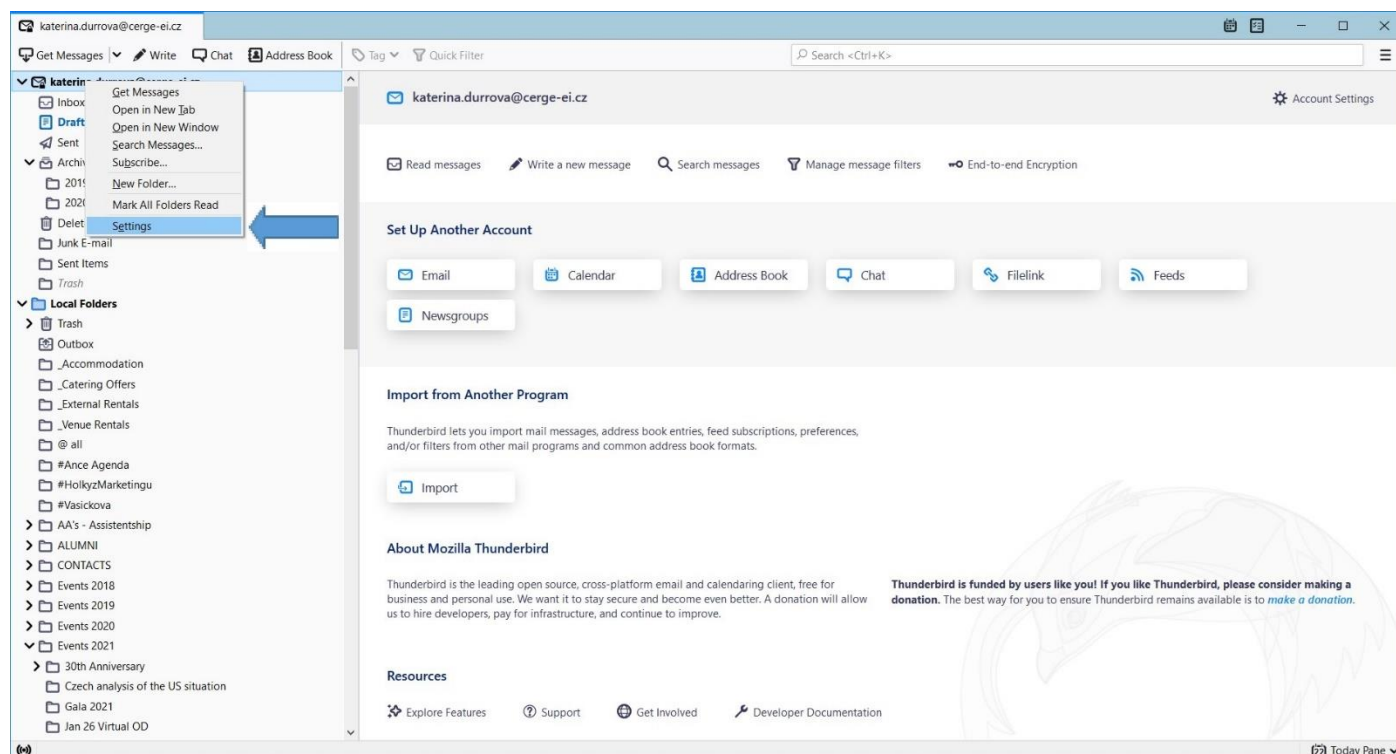 katerina.durrova@cerge-ei.cz
Get Messages Write Chat Address Book Tag Quick Filter Search <Ctrl+K>
Inbox
Draft
Sent
Archiv
Delet
Junk E-mail
Sent Items
Trash
Local Folders
Trash
Outbox
_Accommodation
_Catering Offers
_External Rentals
_Venue Rentals
@ all
#Ance Agenda
#HolkyzMarketingu
#Vasickova
AA's - Assistentship
ALUMNI
CONTACTS
Events 2018
Events 2019
Events 2020
Events 2021
30th Anniversary
Czech analysis of the US situation
Gala 2021
Jan 26 Virtual OD
Get Messages
Open in New Tab
Open in New Window
Search Messages...
Subscribe...
New Folder...
Mark All Folders Read
Settings
katerina.durrova@cerge-ei.cz Account Settings
Read messages Write a new message Search messages Manage message filters End-to-end Encryption
Set Up Another Account
Email Calendar Address Book Chat Filelink Feeds
Newsgroups
Import from Another Program
Thunderbird lets you import mail messages, address book entries, feed subscriptions, preferences,
and/or filters from other mail programs and common address book formats.
Import
About Mozilla Thunderbird
Thunderbird is the leading open source, cross-platform email and calendaring client, free for
business and personal use. We want it to stay secure and become even better. A donation will allow
us to hire developers, pay for infrastructure, and continue to improve.
Thunderbird is funded by users like you! If you like Thunderbird, please consider making a
donation. The best way for you to ensure Thunderbird remains available is to make a donation.
Resources
Explore Features Support Get Involved Developer Documentation
Today Pane